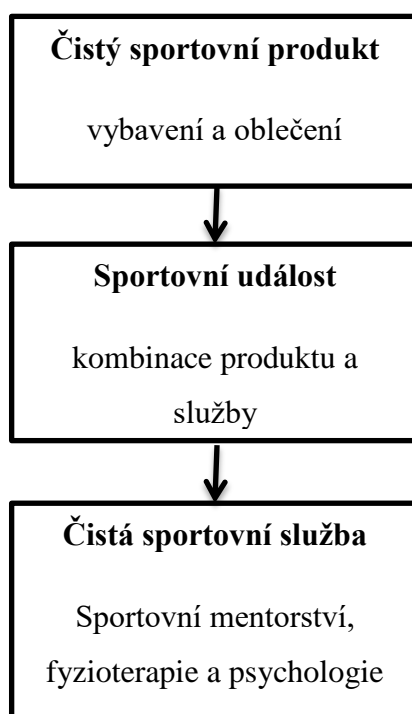 Čistý sportovní produkt
vybavení a oblečení
Sportovní událost
kombinace produktu a
služby
Čistá sportovní služba
Sportovní mentorství,
fyzioterapie a psychologie